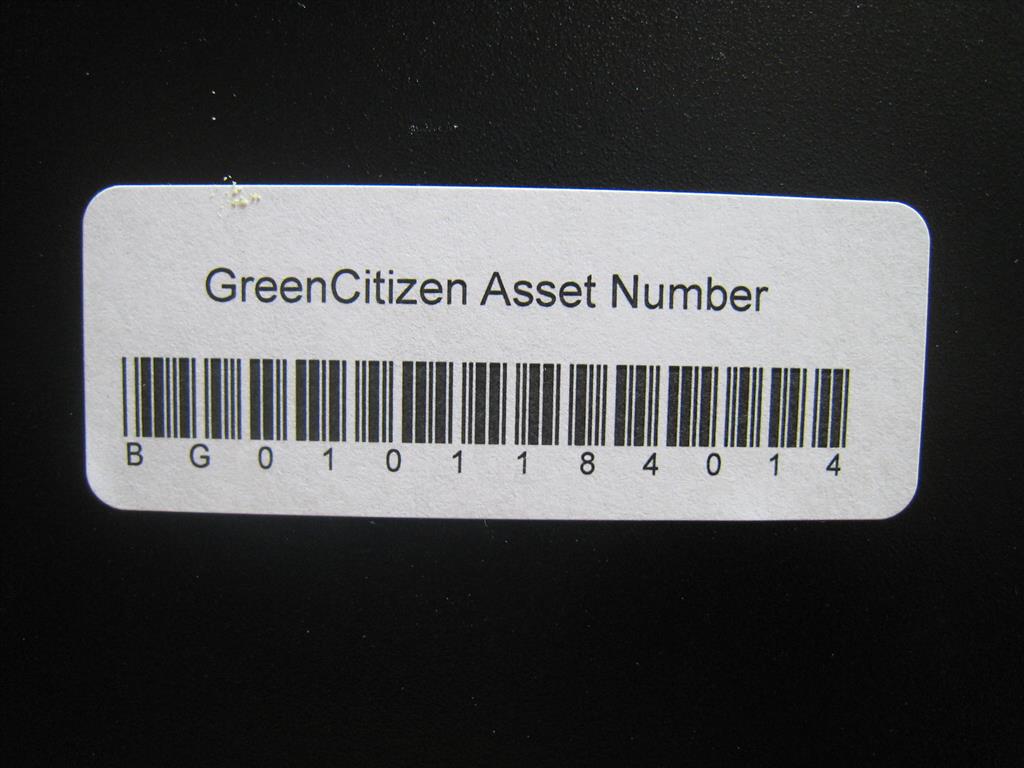 GreenCitizen Asset Number
B G 0 1 0 1 1 8 4 0 1 4